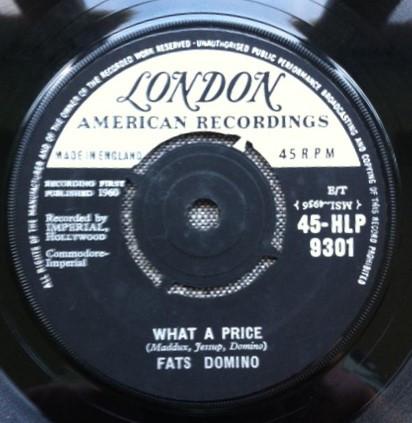 ALL RIGHTS OF THE MANUFACTURER AND OF THE OWNER OF THE RECORDED WORK RESERVED · UNAUTHORISED PUBLIC PERFORMANCE BROADCASTING AND COPYING OF THIS RECORD PROHIBITED
LONDON
AMERICAN RECORDINGS
MADE IN ENGLAND
45 R.P.M
RECORDING FIRST
PUBLISHED 1960
E/T
MSL-4936
Recorded by
IMPERIAL,
HOLLYWOOD
45-HLP
9301
Commodore-
Imperial
WHAT A PRICE
(Maddux, Jessup, Domino)
FATS DOMINO